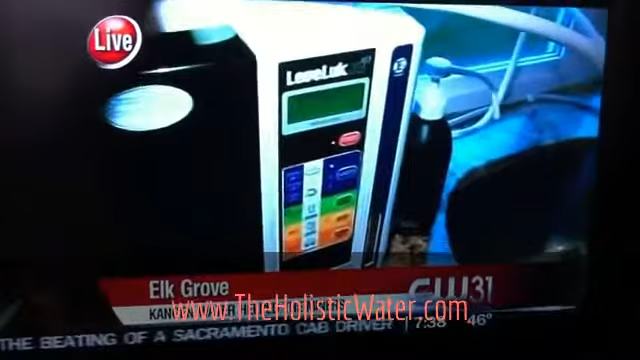 Live
LeveLuk
Elk Grove
CW31
www.TheHolisticWater.com
THE BEATING OF A SACRAMENTO CAB DRIVER 7:38 46°